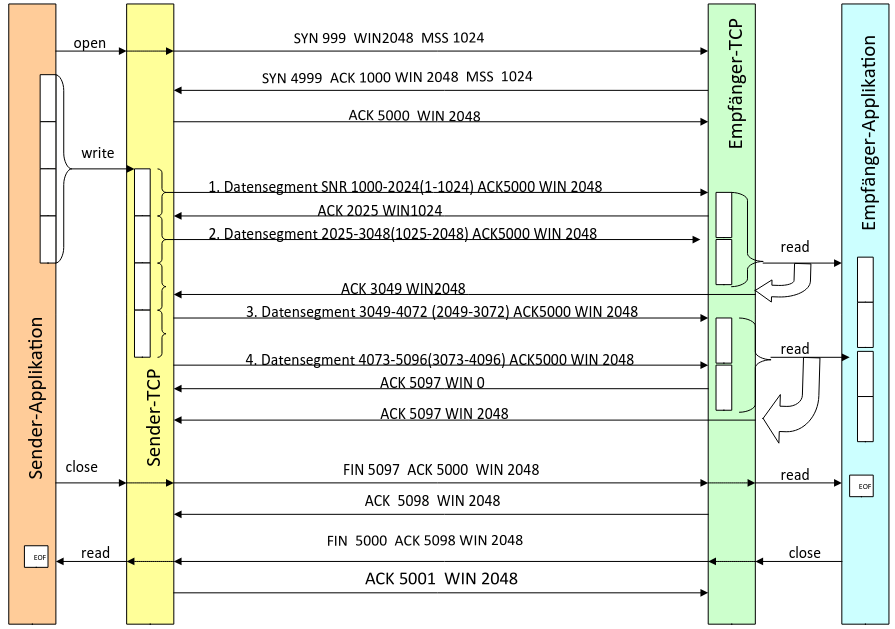 open
SYN 999 WIN2048 MSS 1024
SYN 4999 ACK 1000 WIN 2048 MSS 1024
ACK 5000 WIN 2048
write
1. Datensegment SNR 1000-2024(1-1024) ACK5000 WIN 2048
ACK 2025 WIN1024
2. Datensegment 2025-3048(1025-2048) ACK5000 WIN 2048
read
ACK 3049 WIN2048
3. Datensegment 3049-4072 (2049-3072) ACK5000 WIN 2048
read
4. Datensegment 4073-5096(3073-4096) ACK5000 WIN 2048
ACK 5097 WIN 0
ACK 5097 WIN 2048
close
FIN 5097 ACK 5000 WIN 2048
read
EOF
ACK 5098 WIN 2048
FIN 5000 ACK 5098 WIN 2048
close
read
EOF
ACK 5001 WIN 2048
Sender-Applikation
Sender-TCP
Empfänger-TCP
Empfänger-Applikation